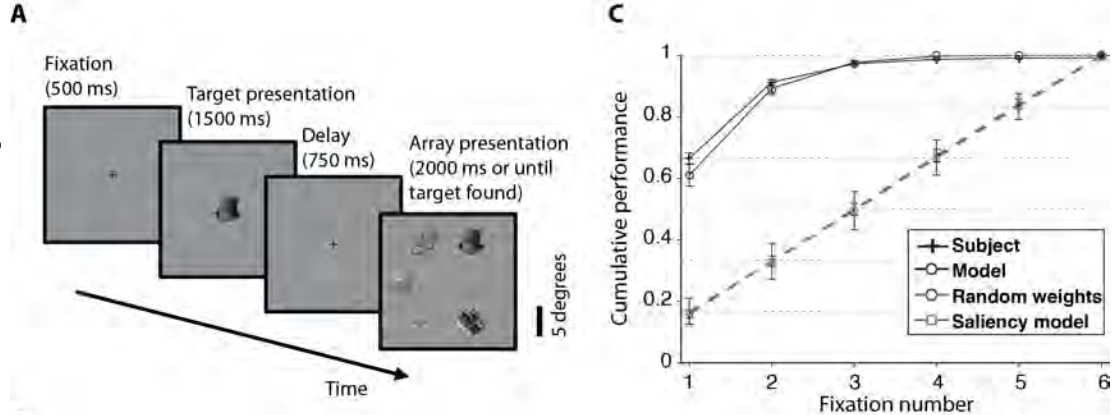 A
Fixation
(500 ms)
Target presentation
(1500 ms)
Delay
(750 ms)
Array presentation
(2000 ms or until
target found)
5 degrees
Time
C
Cumulative performance
1
0.8
0.6
0.4
0.2
0
Subject
Model
Random weights
Saliency model
1 2 3 4 5 6
Fixation number